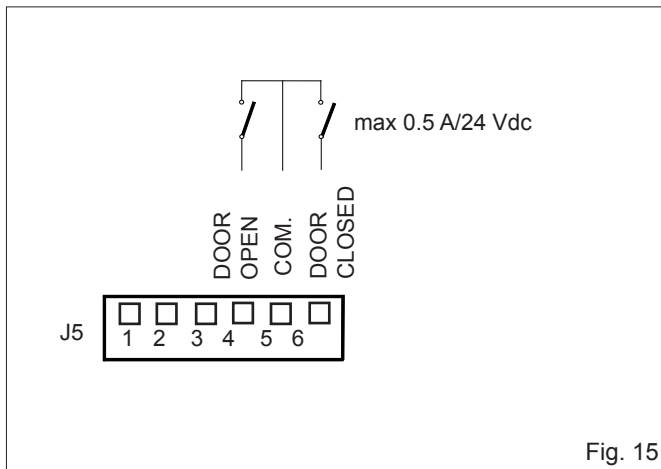 max 0.5 A/24 Vdc
DOOR
OPEN
COM.
DOOR
CLOSED
J5
1 2 3 4 5 6
Fig. 15